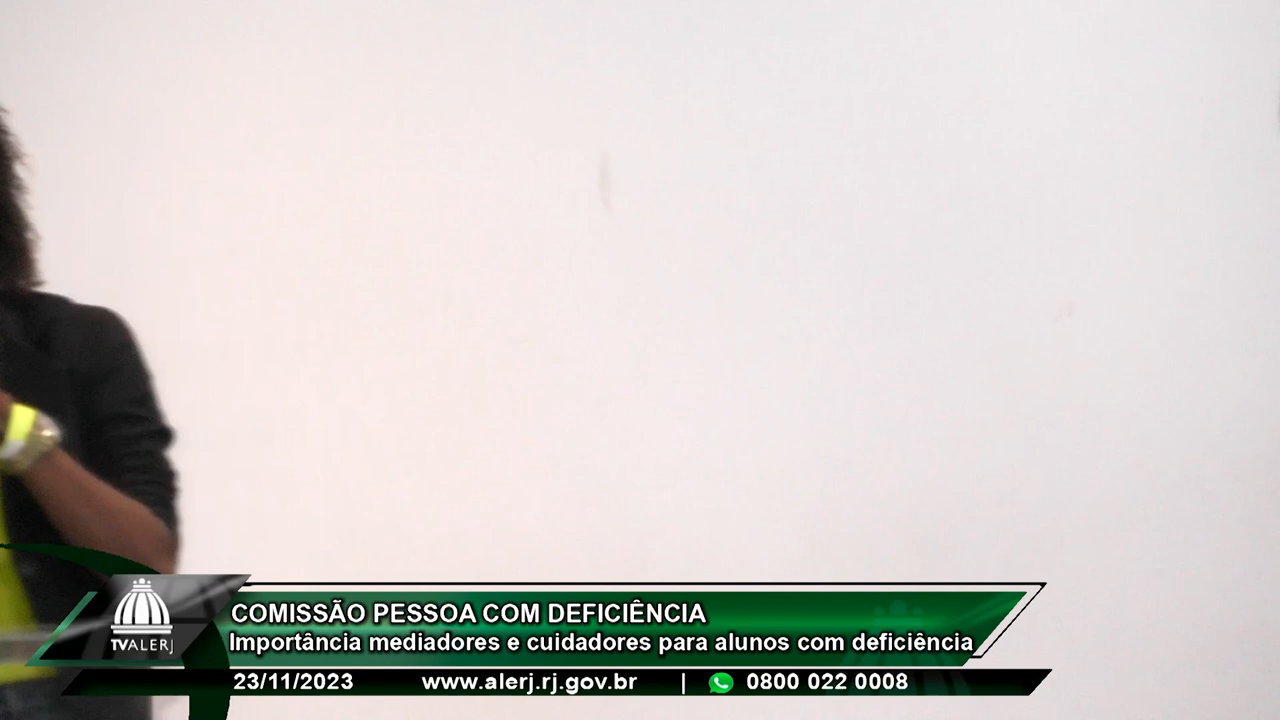 COMISSÃO PESSOA COM DEFICIÊNCIA
Importância mediadores e cuidadores para alunos com deficiência
TVALERJ
23/11/2023 www.alerj.rj.gov.br | 0800 022 0008